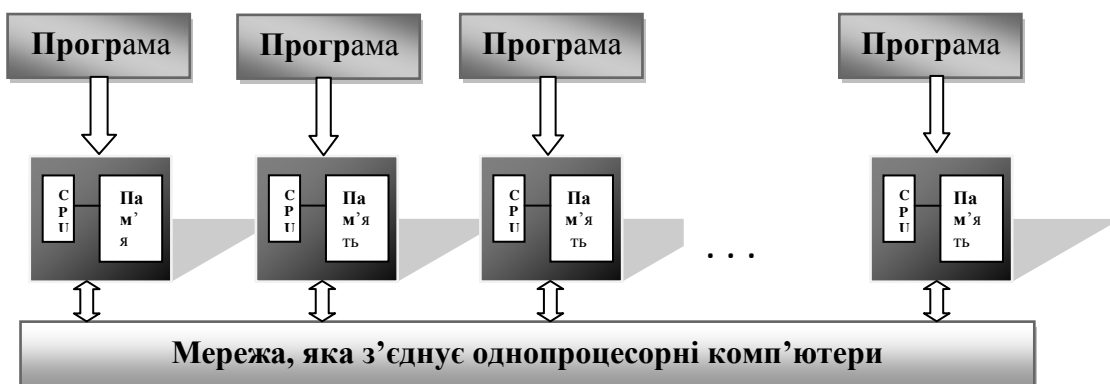 Програма Програма Програма Програма
C
P
U
Па
м’
я
C
P
U
Па
м’я
ть
C
P
U
Па
м’я
ть
. . .
C
P
U
Па
м’я
ть
Мережа, яка з’єднує однопроцесорні комп’ютери